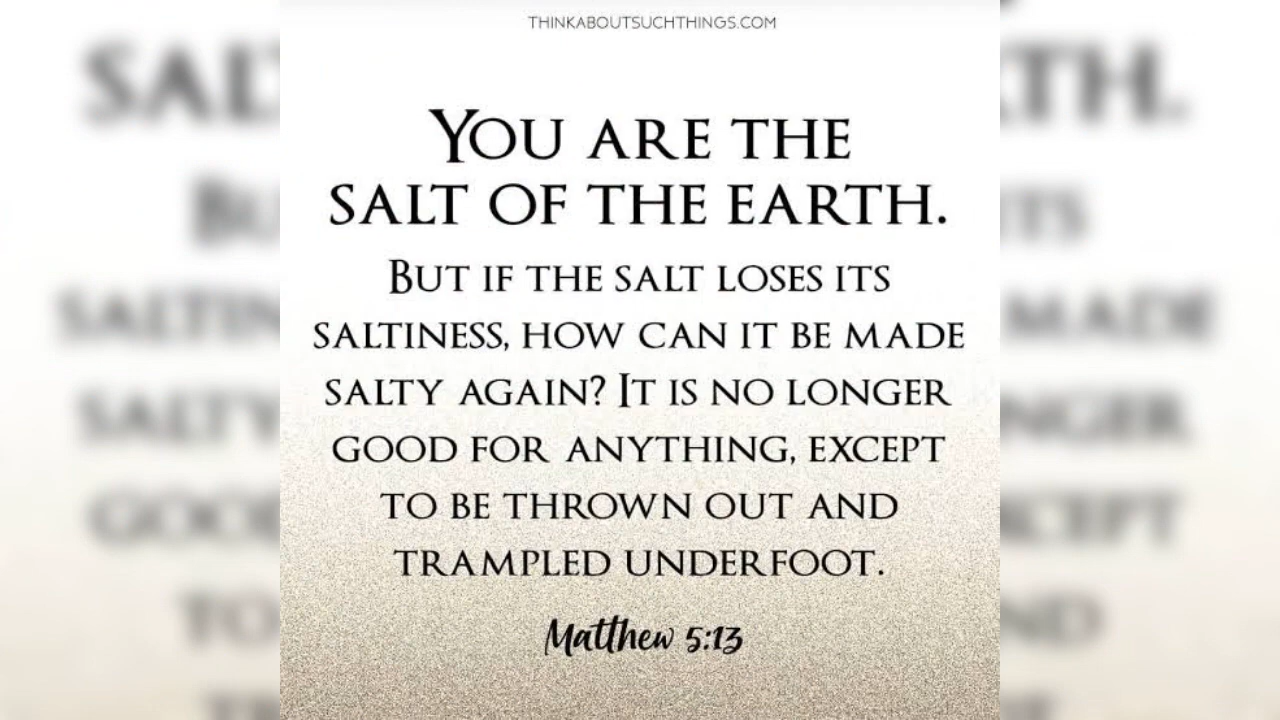 THINKABOUTSUCHTHINGS.COM
YOU ARE THE
SALT OF THE EARTH.
BUT IF THE SALT LOSES ITS
SALTINESS, HOW CAN IT BE MADE
SALTY AGAIN? IT IS NO LONGER
GOOD FOR ANYTHING, EXCEPT
TO BE THROWN OUT AND
TRAMPLED UNDERFOOT.
Matthew 5:13